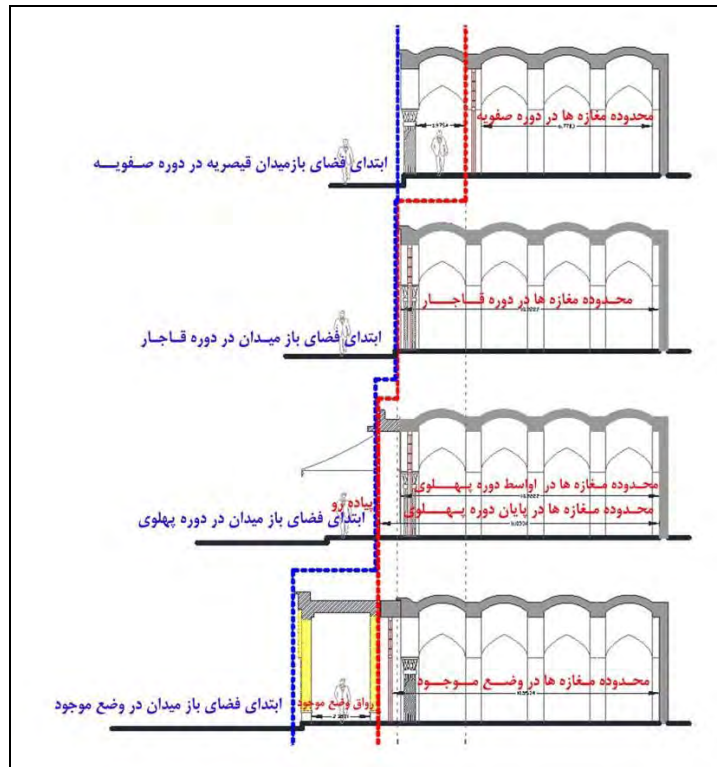 محدوده مغازه ها در دوره صفویه
ابتدای فضای بازمیدان قیصریه در دوره صفویه
محدوده مغازه ها در دوره قاجار
ابتدای فضای باز میدان در دوره قاجار
محدوده مغازه ها در اواسط دوره پهلوی
پیاده رو
ابتدای فضای باز میدان در دوره پهلوی
محدوده مغازه ها در پایان دوره پهلوی
محدوده مغازه ها در وضع موجود
رواق وضع موجود
ابتدای فضای باز میدان در وضع موجود